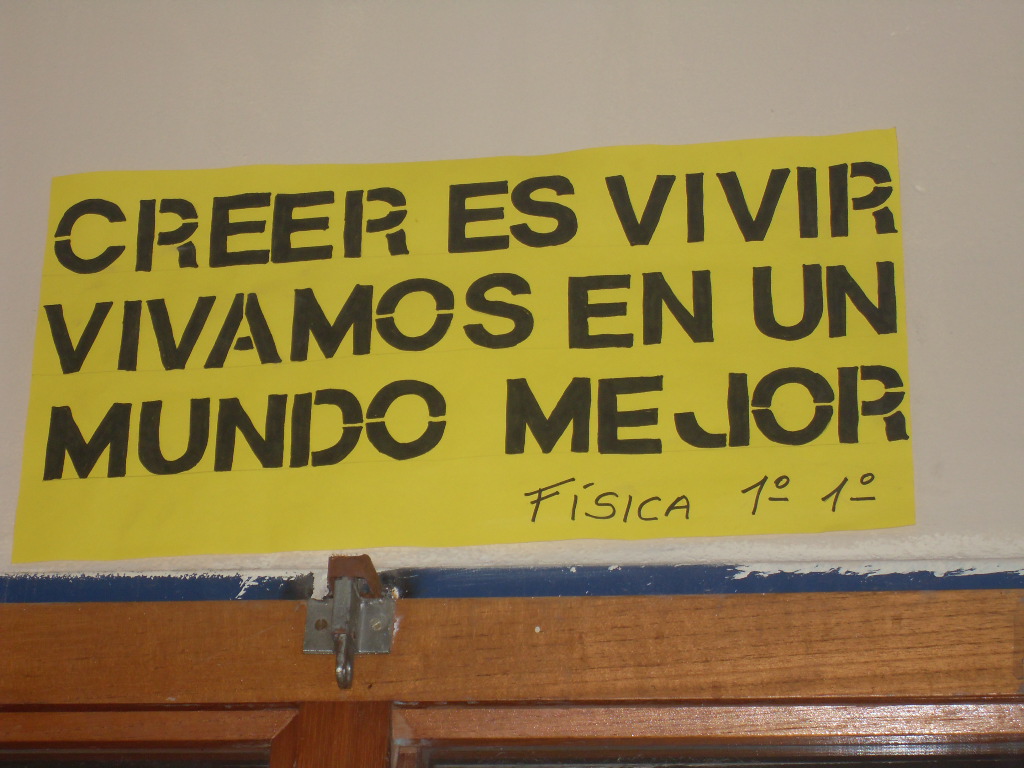 CREER ES VIVIR
VIVAMOS EN UN
MUNDO MEJOR
FÍSICA 1º 1º